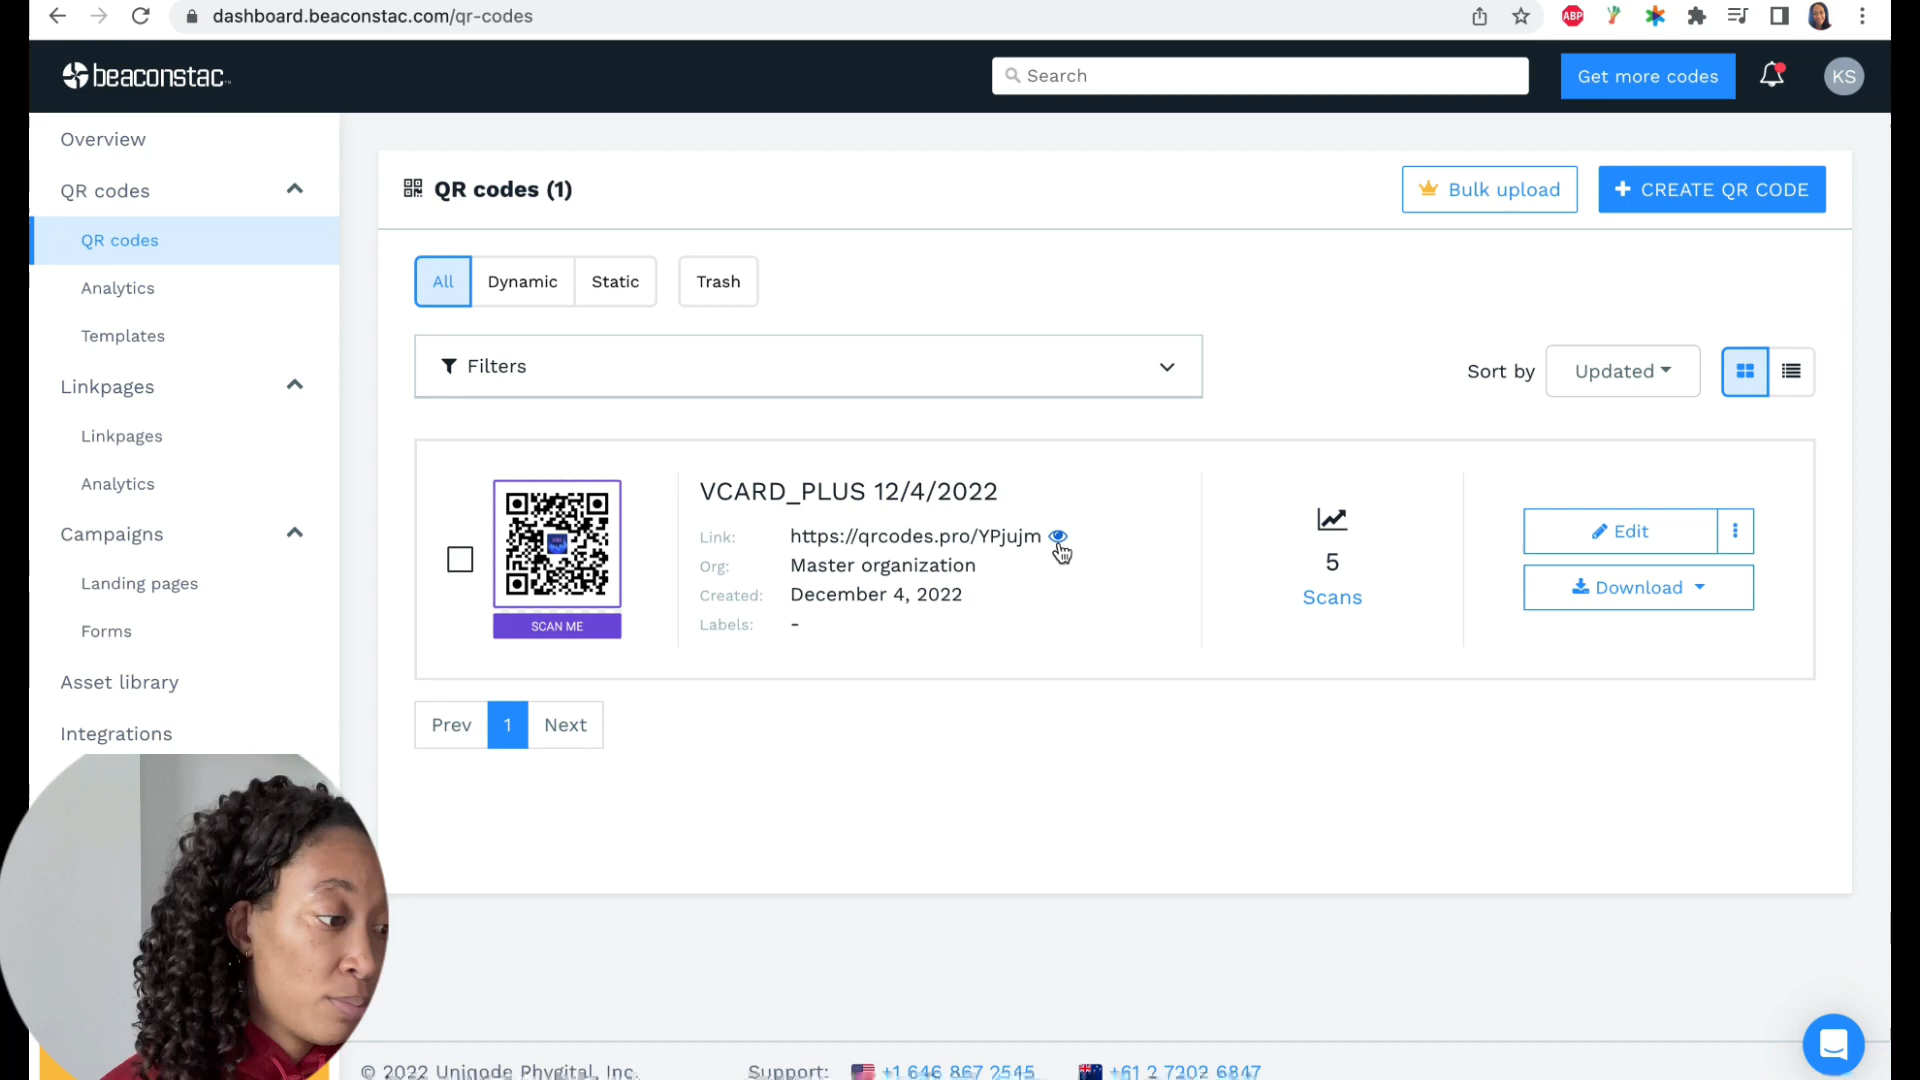 dashboard.beaconstac.com/qr-codes
ABP
beaconstac
Search
Get more codes
KS
Overview
QR codes
QR codes
Analytics
Templates
Linkpages
Linkpages
Analytics
Campaigns
Landing pages
Forms
Asset library
Integrations
QR codes (1)
Bulk upload
+ CREATE QR CODE
All
Dynamic
Static
Trash
Filters
Sort by
Updated
SCAN ME
VCARD_PLUS 12/4/2022
Link: https://qrcodes.pro/YPjujm
Org: Master organization
Created: December 4, 2022
Labels: -
5
Scans
Edit
Download
Prev 1 Next
© 2022 Uniqode Phygital, Inc. Support: +1 646 867 2545 +61 2 7202 6847